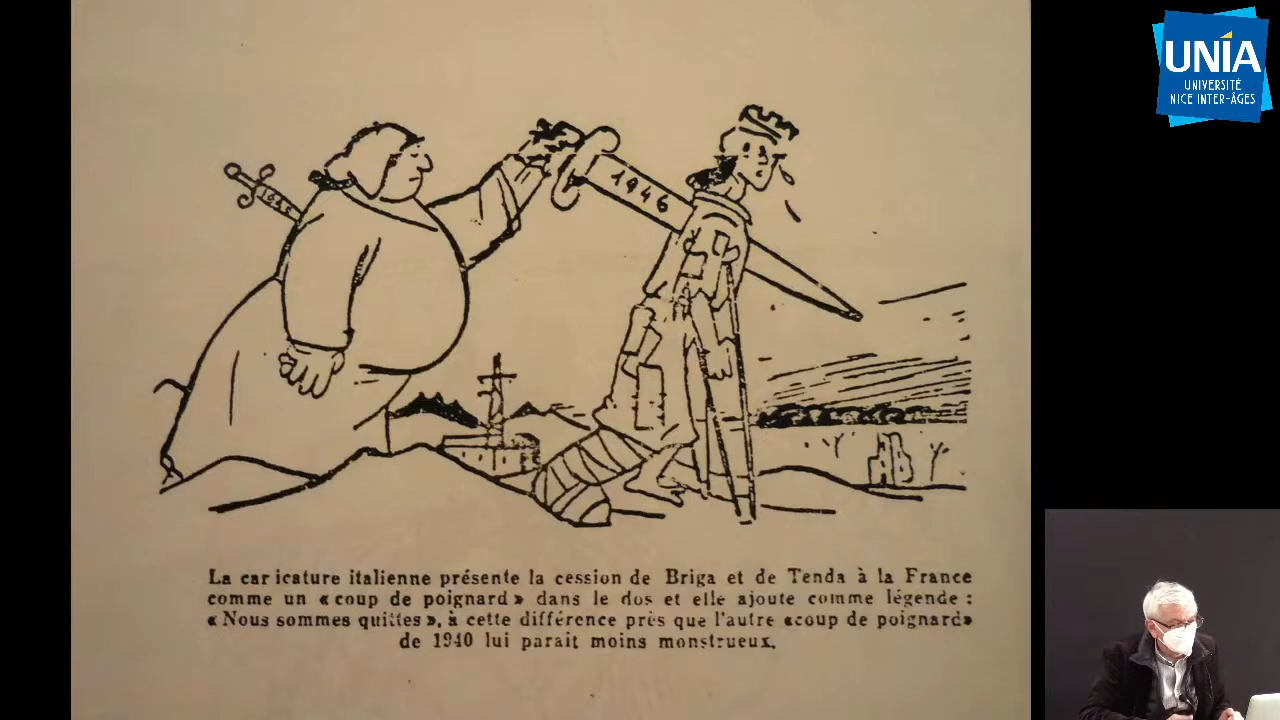 UNIA
UNIVERSITÉ
NICE INTER-ÂGES
1946
La caricature italienne présente la cession de Briga et de Tenda à la France
comme un « coup de poignard » dans le dos et elle ajoute comme légende :
« Nous sommes quittes », à cette différence près que l'autre «coup de poignard»
de 1940 lui parait moins monstrueux.